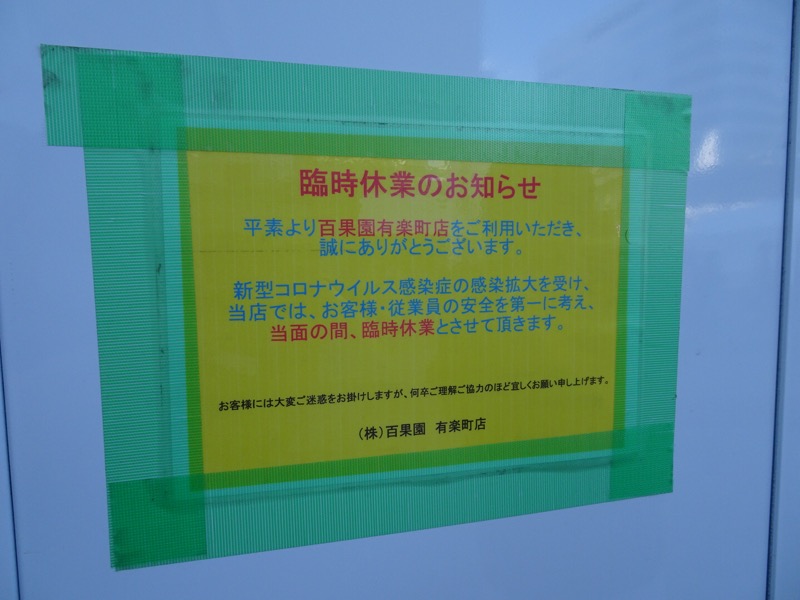 臨時休業のお知らせ
平素より百果園有楽町店をご利用いただき、
誠にありがとうございます。
新型コロナウイルス感染症の感染拡大を受け、
当店では、お客様・従業員の安全を第一に考え、
当面の間、臨時休業とさせて頂きます。
お客様には大変ご迷惑をお掛けしますが、何卒ご理解ご協力のほど宜しくお願い申し上げます。
(株)百果園 有楽町店